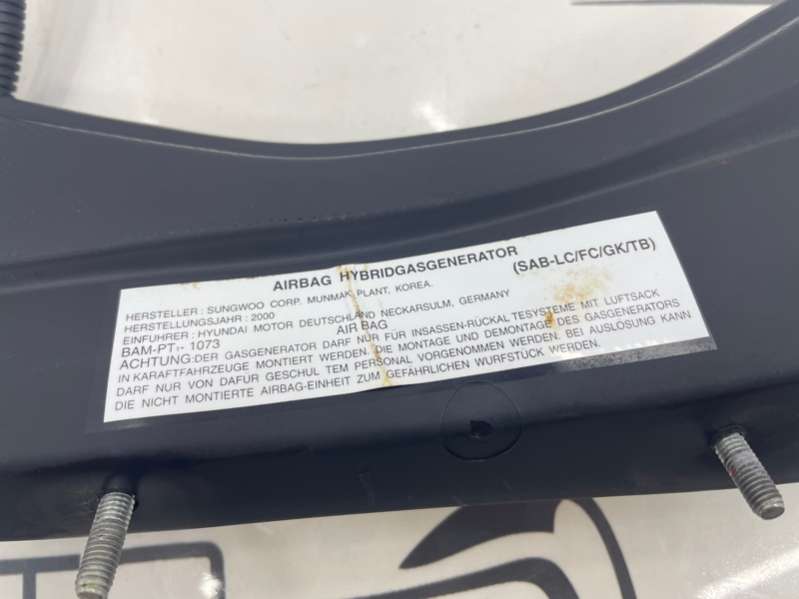 AIRBAG HYBRIDGASGENERATOR
(SAB-LC/FC/GK/TB)
HERSTELLER : SUNGWOO CORP. MUNMAK PLANT, KOREA.
HERSTELLUNGSJAHR : 2000
EINFUHRER : HYUNDAI MOTOR DEUTSCHLAND NECKARSULM, GERMANY
BAM-PT₁- 1073 AIR BAG
ACHTUNG:DER GASGENERATOR DARF NUR FÜR INSASSEN-RÜCKAL TESYSTEME MIT LUFTSACK
IN KARAFTFAHRZEUGE MONTIERT WERDEN. DIE MONTAGE UND DEMONTAGE DES GASGENERATORS
DARF NUR VON DAFÜR GESCHUL TEM PERSONAL VORGENOMMEN WERDEN. BEI AUSLÖSUNG KANN
DIE NICHT MONTIERTE AIRBAG-EINHEIT ZUM GEFÄHRLICHEN WURFSTÜCK WERDEN.